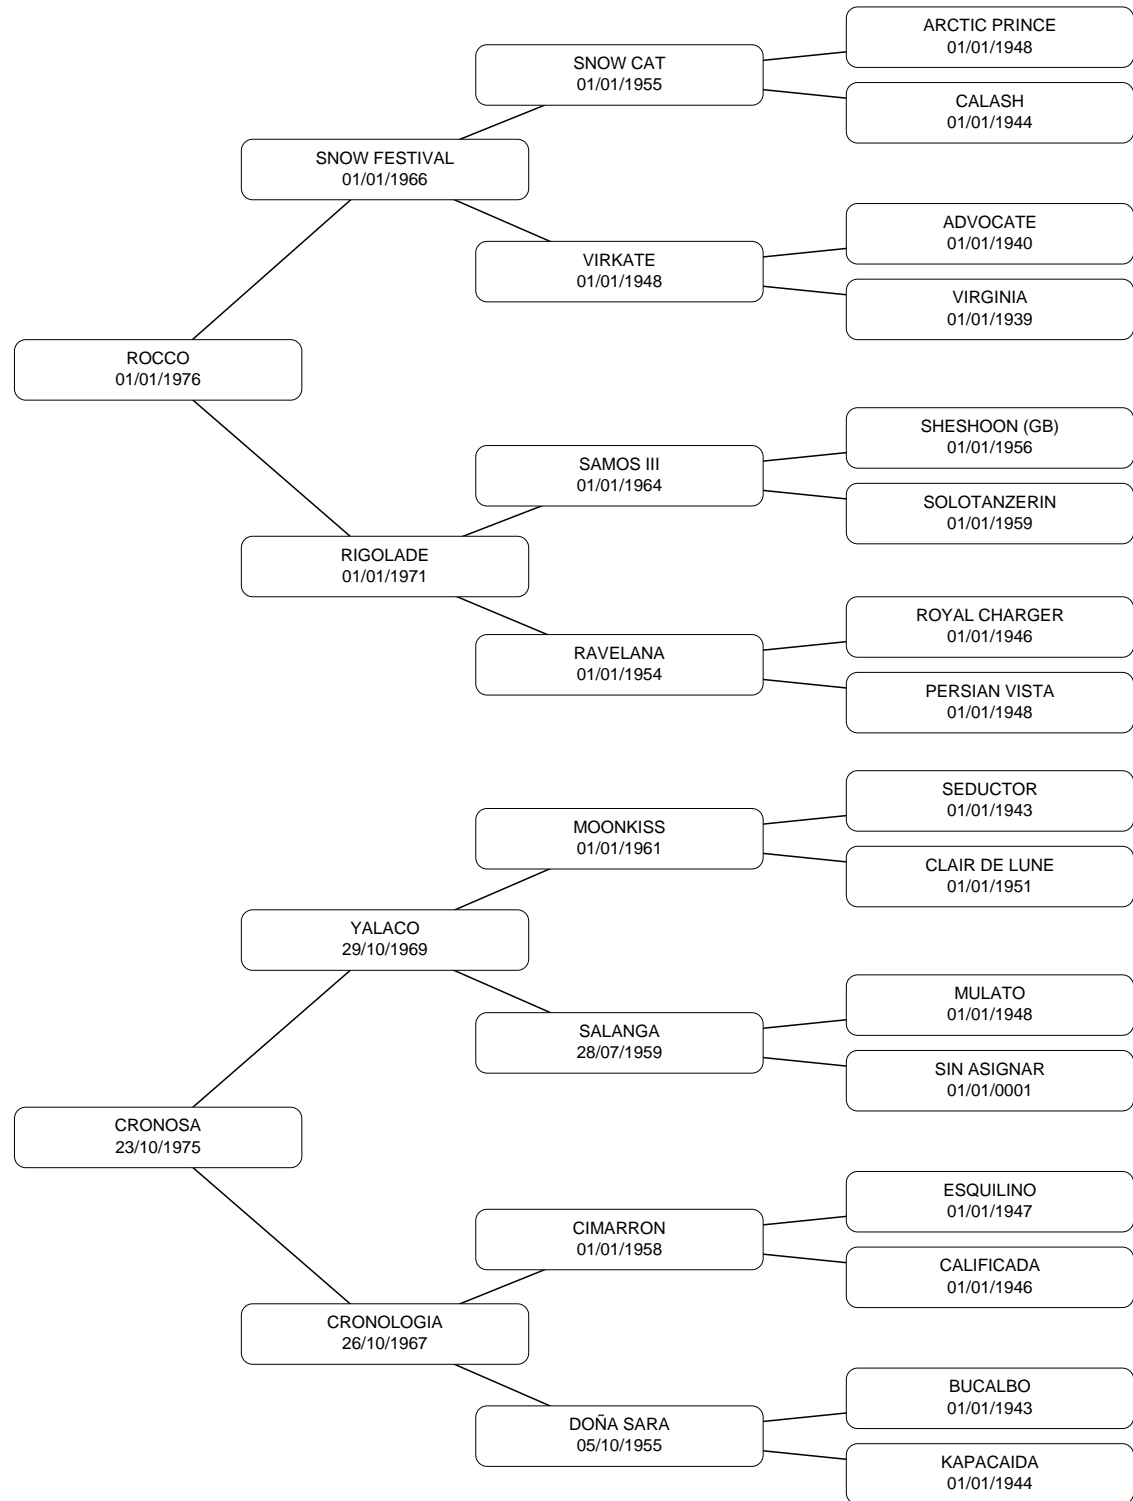 ARCTIC PRINCE
01/01/1948
SNOW CAT
01/01/1955
CALASH
01/01/1944
SNOW FESTIVAL
01/01/1966
ADVOCATE
01/01/1940
VIRKATE
01/01/1948
VIRGINIA
01/01/1939
ROCCO
01/01/1976
SHESHOON (GB)
01/01/1956
SAMOS III
01/01/1964
SOLOTANZERIN
01/01/1959
RIGOLADE
01/01/1971
ROYAL CHARGER
01/01/1946
RAVELANA
01/01/1954
PERSIAN VISTA
01/01/1948
SEDUCTOR
01/01/1943
MOONKISS
01/01/1961
CLAIR DE LUNE
01/01/1951
YALACO
29/10/1969
MULATO
01/01/1948
SALANGA
28/07/1959
SIN ASIGNAR
01/01/0001
CRONOSA
23/10/1975
ESQUILINO
01/01/1947
CIMARRON
01/01/1958
CALIFICADA
01/01/1946
CRONOLOGIA
26/10/1967
BUCALBO
01/01/1943
DOÑA SARA
05/10/1955
KAPACAIDA
01/01/1944